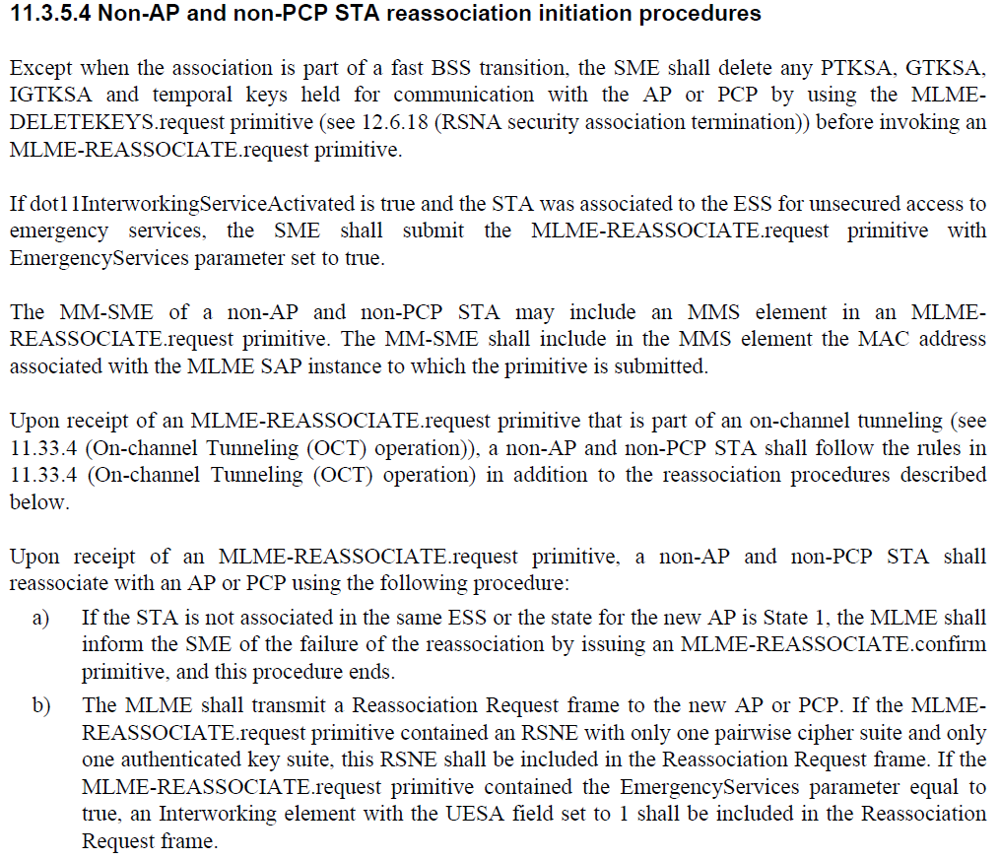 11.3.5.4 Non-AP and non-PCP STA reassociation initiation procedures
Except when the association is part of a fast BSS transition, the SME shall delete any PTKSA, GTKSA,
IGTKSA and temporal keys held for communication with the AP or PCP by using the MLME-
DELETEKEYS.request primitive (see 12.6.18 (RSNA security association termination)) before invoking an
MLME-REASSOCIATE.request primitive.
If dot11InterworkingServiceActivated is true and the STA was associated to the ESS for unsecured access to
emergency services, the SME shall submit the MLME-REASSOCIATE.request primitive with
EmergencyServices parameter set to true.
The MM-SME of a non-AP and non-PCP STA may include an MMS element in an MLME-
REASSOCIATE.request primitive. The MM-SME shall include in the MMS element the MAC address
associated with the MLME SAP instance to which the primitive is submitted.
Upon receipt of an MLME-REASSOCIATE.request primitive that is part of an on-channel tunneling (see
11.33.4 (On-channel Tunneling (OCT) operation)), a non-AP and non-PCP STA shall follow the rules in
11.33.4 (On-channel Tunneling (OCT) operation) in addition to the reassociation procedures described
below.
Upon receipt of an MLME-REASSOCIATE.request primitive, a non-AP and non-PCP STA shall
reassociate with an AP or PCP using the following procedure:
a) If the STA is not associated in the same ESS or the state for the new AP is State 1, the MLME shall
inform the SME of the failure of the reassociation by issuing an MLME-REASSOCIATE.confirm
primitive, and this procedure ends.
b) The MLME shall transmit a Reassociation Request frame to the new AP or PCP. If the MLME-
REASSOCIATE.request primitive contained an RSNE with only one pairwise cipher suite and only
one authenticated key suite, this RSNE shall be included in the Reassociation Request frame. If the
MLME-REASSOCIATE.request primitive contained the EmergencyServices parameter equal to
true, an Interworking element with the UESA field set to 1 shall be included in the Reassociation
Request frame.